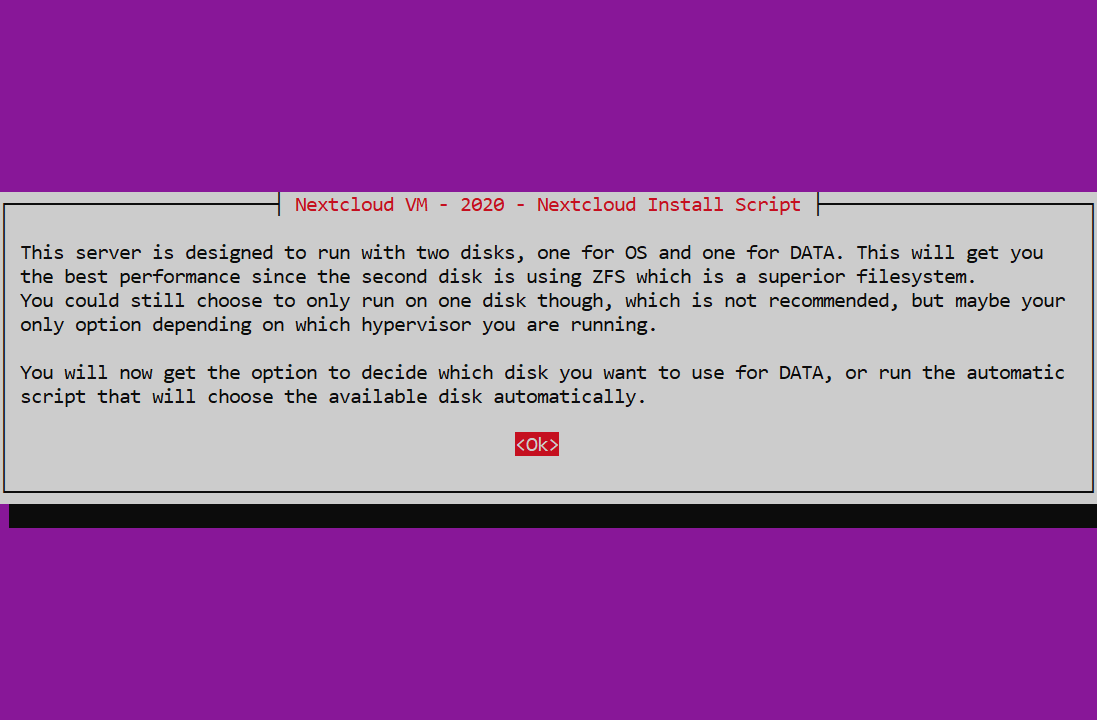 Nextcloud VM - 2020 - Nextcloud Install Script
This server is designed to run with two disks, one for OS and one for DATA. This will get you
the best performance since the second disk is using ZFS which is a superior filesystem.
You could still choose to only run on one disk though, which is not recommended, but maybe your
only option depending on which hypervisor you are running.
You will now get the option to decide which disk you want to use for DATA, or run the automatic
script that will choose the available disk automatically.
<Ok>